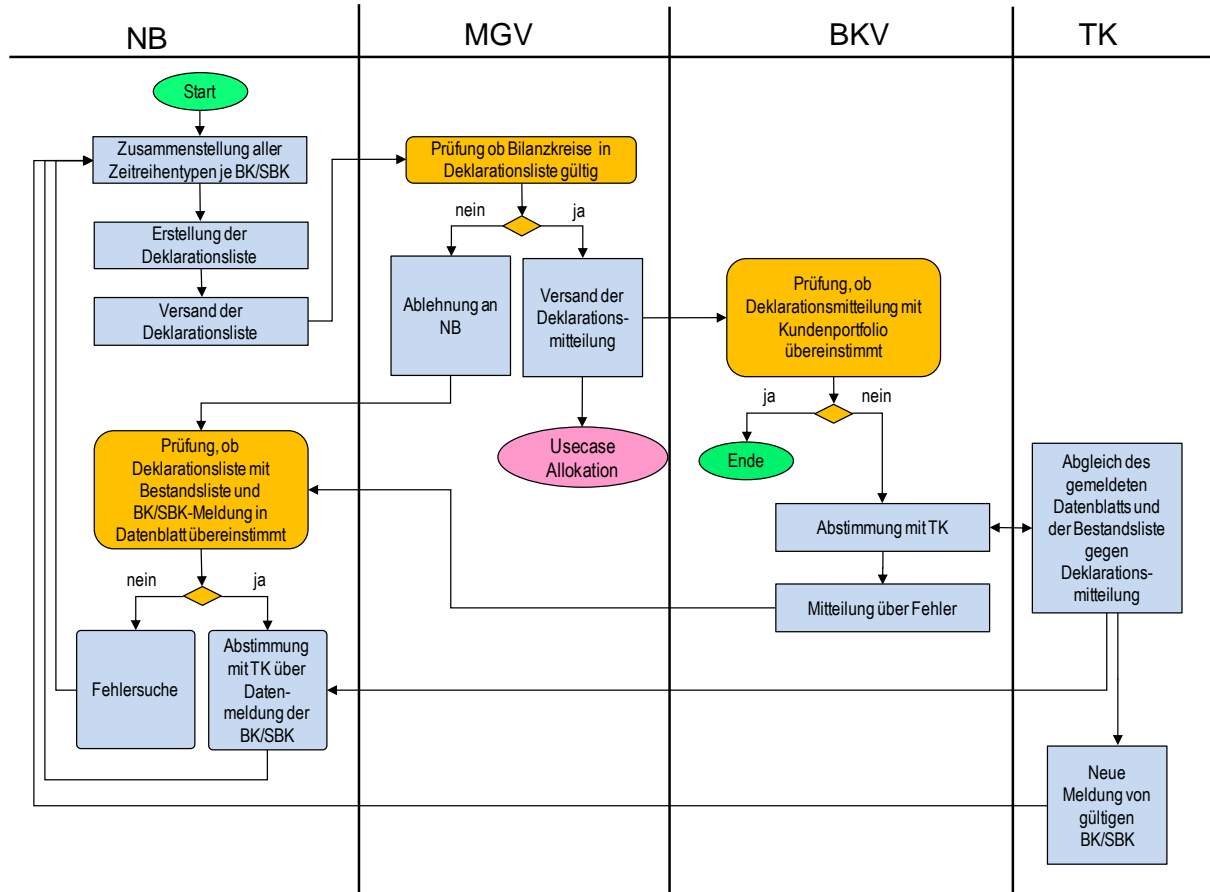 NB
MGV
BKV
TK
Start
Zusammenstellung aller
Zeitreihentypen je BK/SBK
Erstellung der
Deklarationsliste
Versand der
Deklarationsliste
Prüfung, ob
Deklarationsliste mit
Bestandsliste und
BK/SBK-Meldung in
Datenblatt übereinstimmt
nein
ja
Fehlersuche
Abstimmung
mit TK über
Daten-
meldung der
BK/SBK
Prüfung ob Bilanzkreise in
Deklarationsliste gültig
nein
ja
Ablehnung an
NB
Versand der
Deklarations-
mitteilung
Usecase
Allokation
Prüfung, ob
Deklarationsmitteilung mit
Kundenportfolio
übereinstimmt
ja
nein
Ende
Abstimmung mit TK
Mitteilung über Fehler
Abgleich des
gemeldeten
Datenblatts und
der Bestandsliste
gegen
Deklarations-
mitteilung
Neue
Meldung von
gültigen
BK/SBK